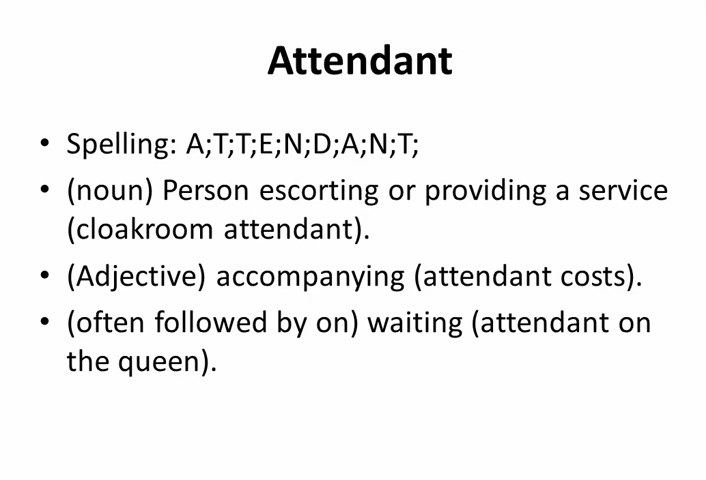 Attendant
• Spelling: A;T;T;E;N;D;A;N;T;
• (noun) Person escorting or providing a service
(cloakroom attendant).
• (Adjective) accompanying (attendant costs).
• (often followed by on) waiting (attendant on
the queen).